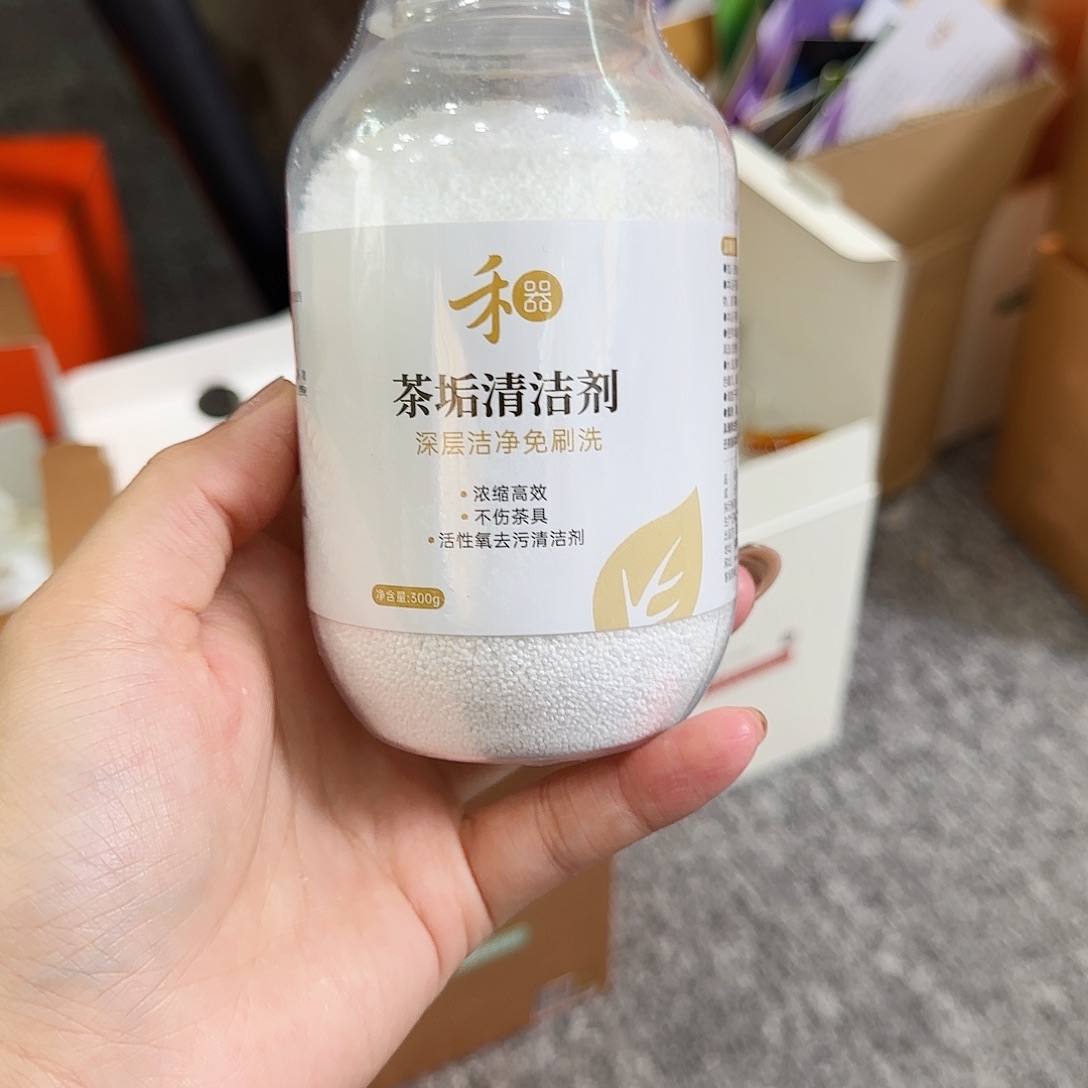 和器
茶垢清洁剂
深层洁净免刷洗
• 浓缩高效
• 不伤茶具
• 活性氧去污清洁剂
净含量:300g